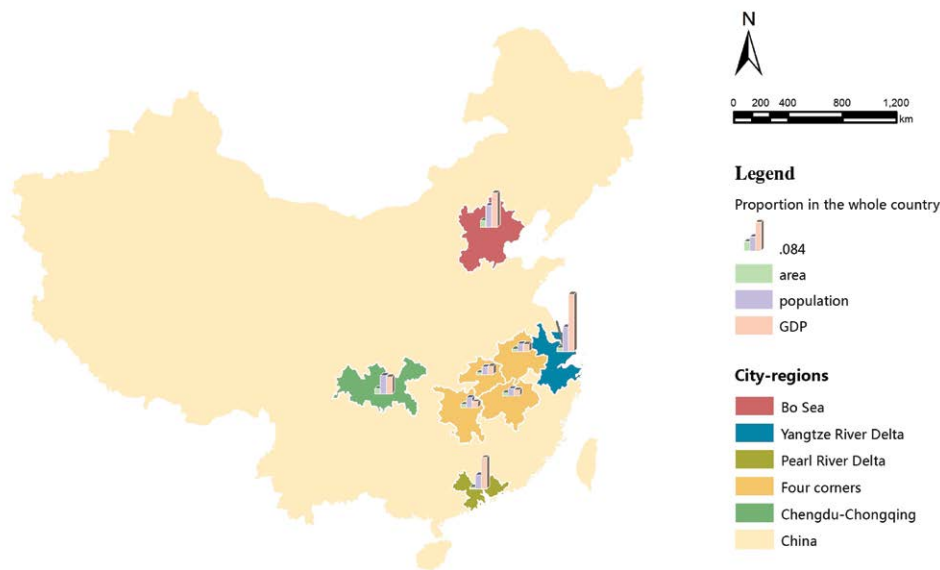 N
0 200 400 800 1,200
km
Legend
Proportion in the whole country
.084
area
population
GDP
City-regions
Bo Sea
Yangtze River Delta
Pearl River Delta
Four corners
Chengdu-Chongqing
China